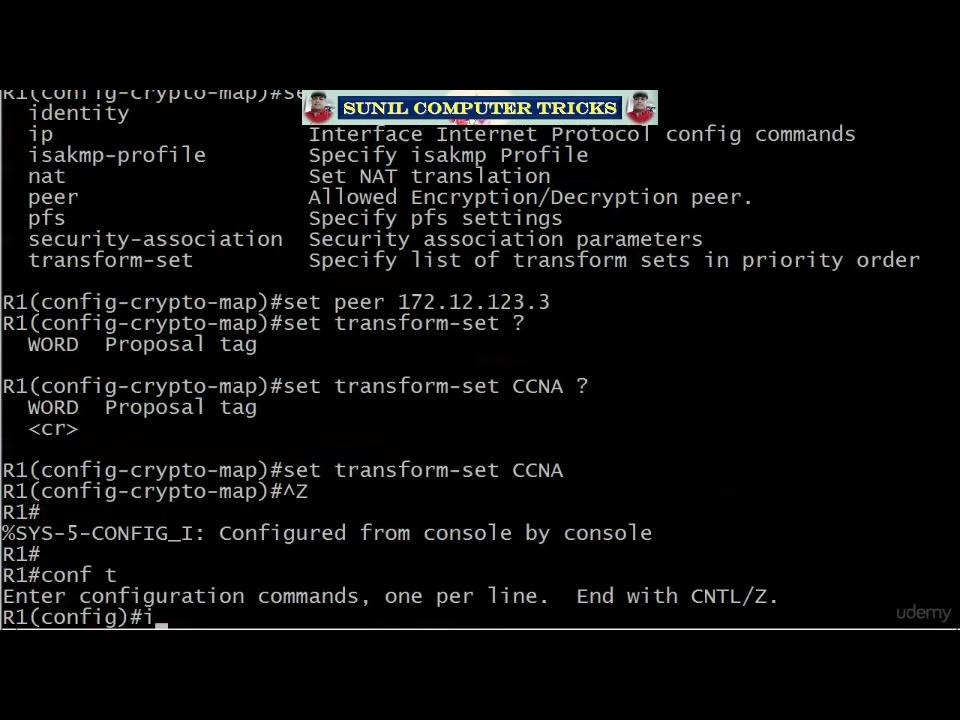 R1(config-crypto-map)#se
SUNIL COMPUTER TRICKS
identity
ip Interface Internet Protocol config commands
isakmp-profile Specify isakmp Profile
nat Set NAT translation
peer Allowed Encryption/Decryption peer.
pfs Specify pfs settings
security-association Security association parameters
transform-set Specify list of transform sets in priority order
R1(config-crypto-map)#set peer 172.12.123.3
R1(config-crypto-map)#set transform-set ?
WORD Proposal tag
R1(config-crypto-map)#set transform-set CCNA ?
WORD Proposal tag
<cr>
R1(config-crypto-map)#set transform-set CCNA
R1(config-crypto-map)#^Z
R1#
%SYS-5-CONFIG_I: Configured from console by console
R1#
R1#conf t
Enter configuration commands, one per line. End with CNTL/Z.
R1(config)#i_
udemy